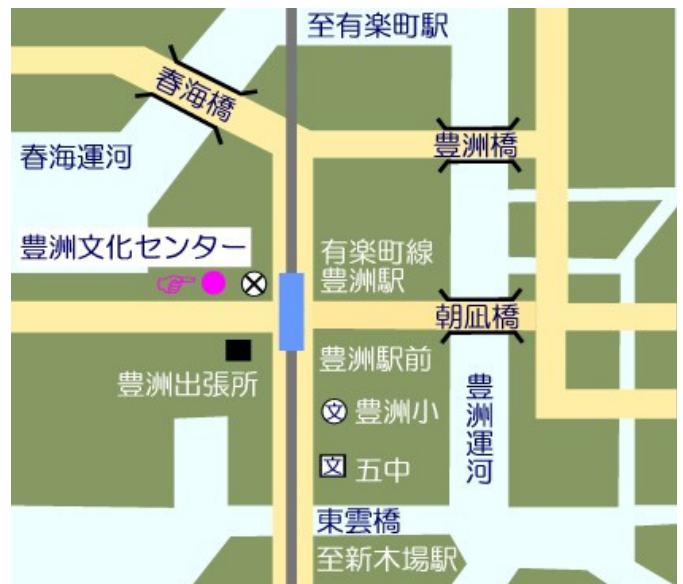 至有楽町駅
春海橋
豊洲橋
春海運河
豊洲文化センター
有楽町線
豊洲駅
朝凪橋
豊洲駅前
豊洲出張所
豊洲運河
文 豊洲小
文 五中
東雲橋
至新木場駅